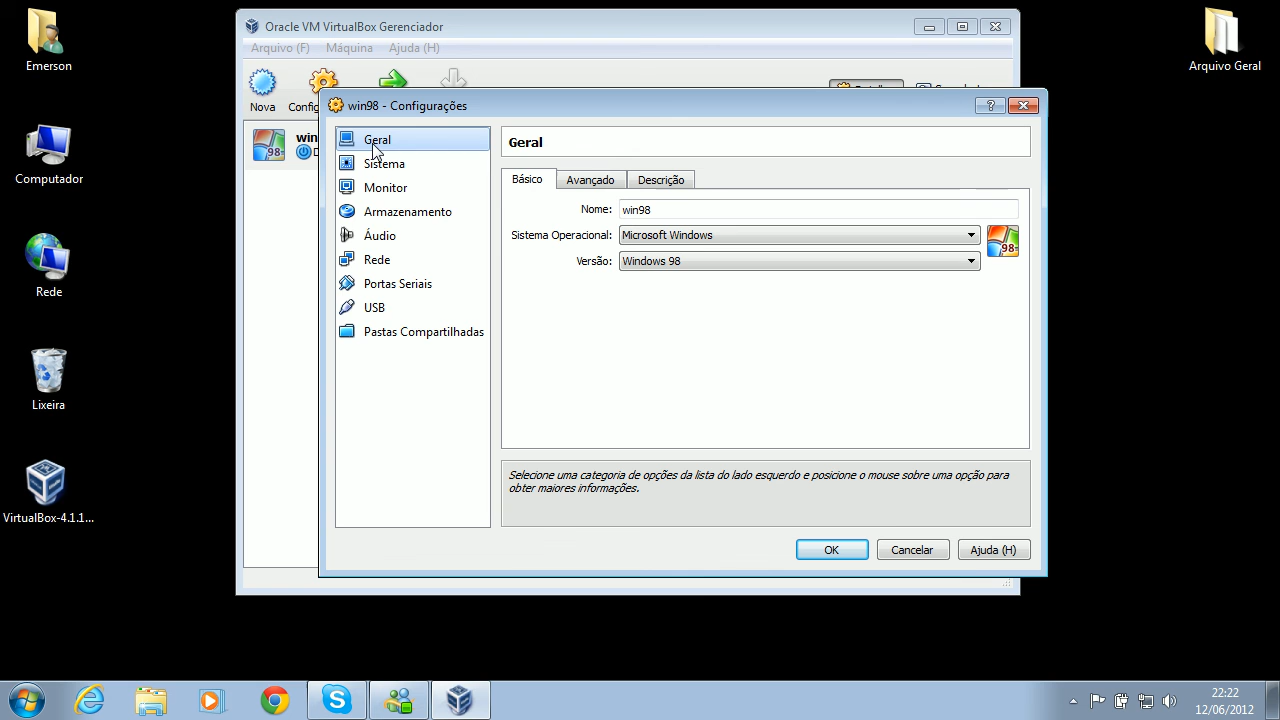 Emerson
Computador
Rede
Lixeira
VirtualBox-4.1.1...
Arquivo Geral
Oracle VM VirtualBox Gerenciador
Arquivo (F) Máquina Ajuda (H)
Nova
98
win98 - Configurações
Geral
Sistema
Monitor
Armazenamento
Áudio
Rede
Portas Seriais
USB
Pastas Compartilhadas
Geral
Básico Avançado Descrição
Nome: win98
Sistema Operacional: Microsoft Windows
Versão: Windows 98
98
Selecione uma categoria de opções da lista do lado esquerdo e posicione o mouse sobre uma opção para
obter maiores informações.
OK Cancelar Ajuda (H)
22:22
12/06/2012